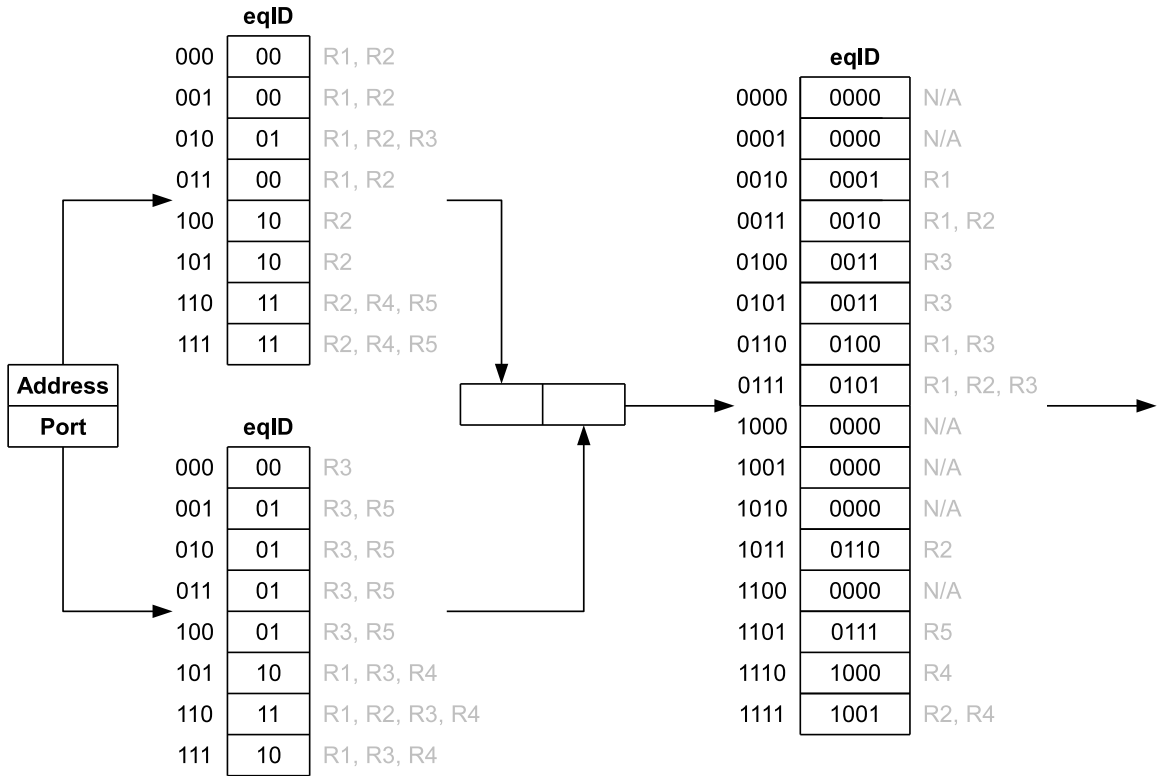 eqID
000 00 R1, R2
001 00 R1, R2
010 01 R1, R2, R3
011 00 R1, R2
100 10 R2
101 10 R2
110 11 R2, R4, R5
111 11 R2, R4, R5
Address
Port
eqID
000 00 R3
001 01 R3, R5
010 01 R3, R5
011 01 R3, R5
100 01 R3, R5
101 10 R1, R3, R4
110 11 R1, R2, R3, R4
111 10 R1, R3, R4
eqID
0000 0000 N/A
0001 0000 N/A
0010 0001 R1
0011 0010 R1, R2
0100 0011 R3
0101 0011 R3
0110 0100 R1, R3
0111 0101 R1, R2, R3
1000 0000 N/A
1001 0000 N/A
1010 0000 N/A
1011 0110 R2
1100 0000 N/A
1101 0111 R5
1110 1000 R4
1111 1001 R2, R4